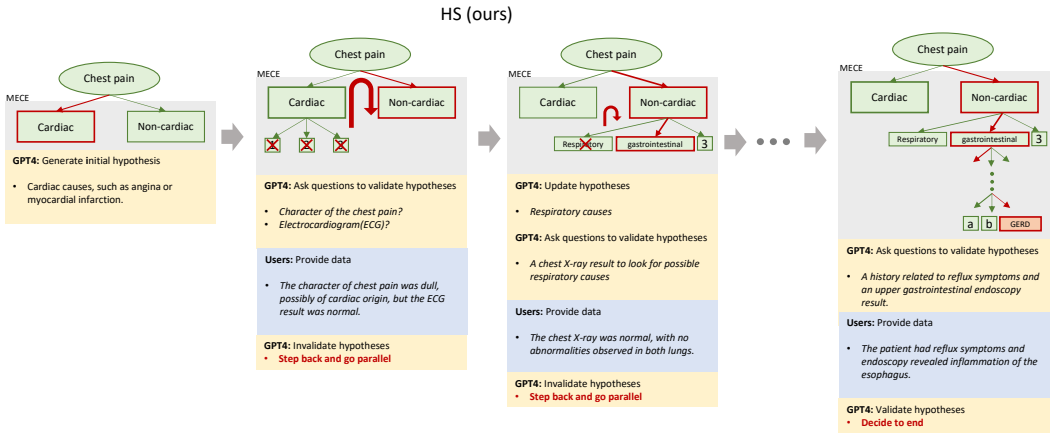 HS (ours)
Chest pain
MECE
Cardiac
Non-cardiac
GPT4: Generate initial hypothesis
• Cardiac causes, such as angina or
myocardial infarction.
Chest pain
MECE
Cardiac
Non-cardiac
1
2
3
GPT4: Ask questions to validate hypotheses
• Character of the chest pain?
• Electrocardiogram(ECG)?
Users: Provide data
• The character of chest pain was dull,
possibly of cardiac origin, but the ECG
result was normal.
GPT4: Invalidate hypotheses
• Step back and go parallel
Chest pain
MECE
Cardiac
Non-cardiac
Respiratory
gastrointestinal
3
GPT4: Update hypotheses
• Respiratory causes
GPT4: Ask questions to validate hypotheses
• A chest X-ray result to look for possible
respiratory causes
Users: Provide data
• The chest X-ray was normal, with no
abnormalities observed in both lungs.
GPT4: Invalidate hypotheses
• Step back and go parallel
Chest pain
MECE
Cardiac
Non-cardiac
Respiratory
gastrointestinal
3
a
b
GERD
GPT4: Ask questions to validate hypotheses
• A history related to reflux symptoms and
an upper gastrointestinal endoscopy
result.
Users: Provide data
• The patient had reflux symptoms and
endoscopy revealed inflammation of the
esophagus.
GPT4: Validate hypotheses
• Decide to end